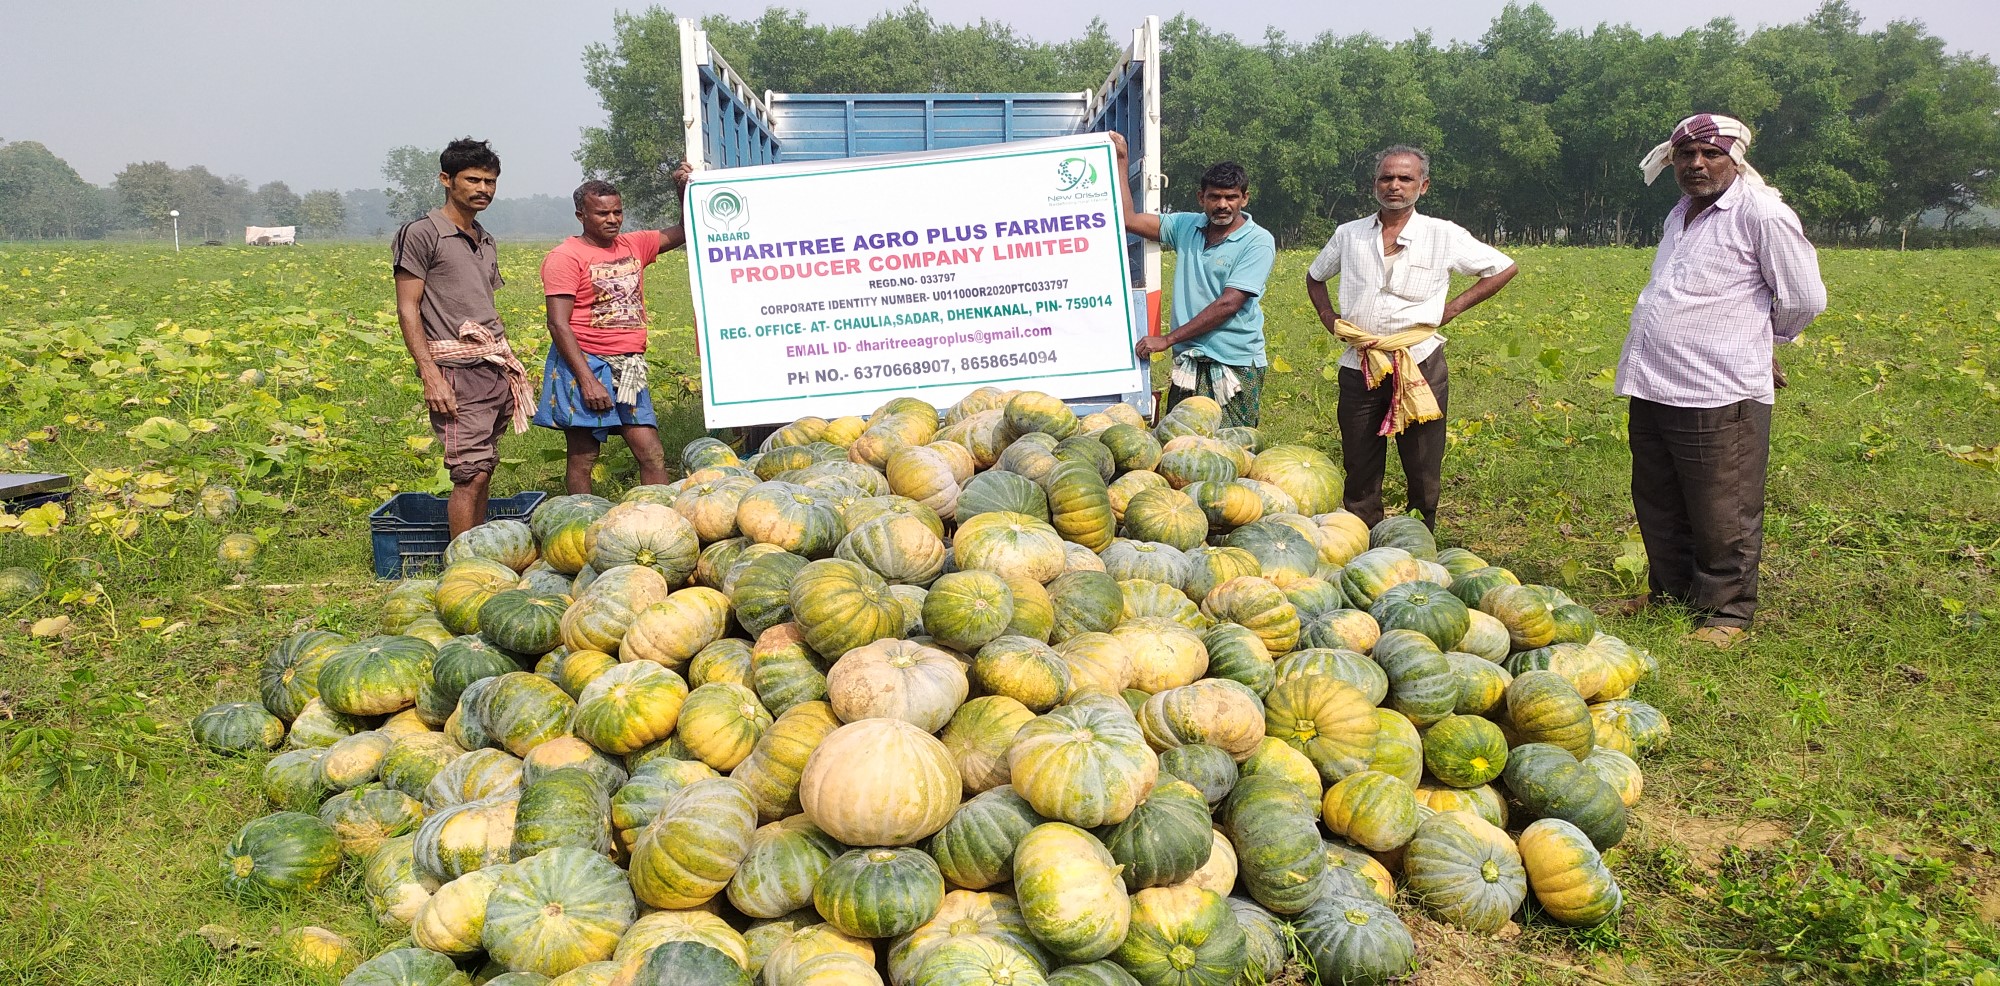 NABARD
New Orissa
DHARITREE AGRO PLUS FARMERS
PRODUCER COMPANY LIMITED
REGD.NO- 033797
CORPORATE IDENTITY NUMBER- U01100OR2020PTC033797
REG. OFFICE- AT- CHAULIA,SADAR, DHENKANAL, PIN- 759014
EMAIL ID- dharitreeagroplus@gmail.com
PH NO.- 6370668907, 8658654094